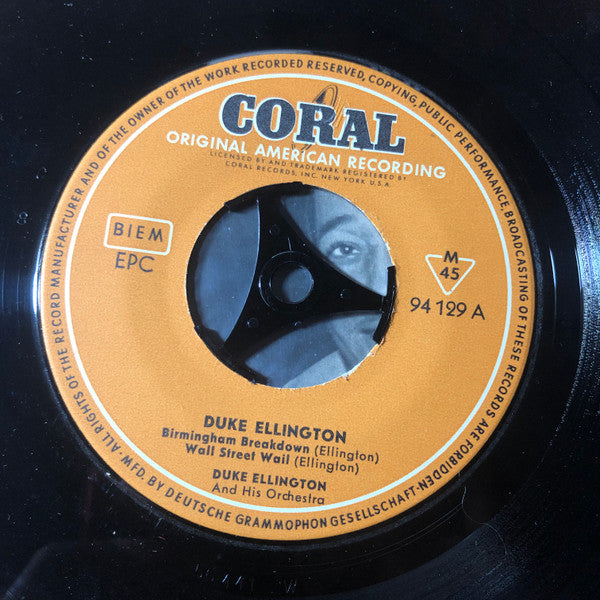 ALL RIGHTS OF THE RECORD MANUFACTURER AND OF THE OWNER OF THE WORK RECORDED RESERVED, COPYING, PUBLIC PERFORMANCE, BROADCASTING OF THESE RECORDS ARE FORBIDDEN
CORAL
ORIGINAL AMERICAN RECORDING
LICENSED BY AND TRADEMARK REGISTERED BY
CORAL RECORDS, INC. NEW YORK U.S.A.
BIEM
EPC
M
45
94 129 A
DUKE ELLINGTON
Birmingham Breakdown (Ellington)
Wall Street Wail (Ellington)
DUKE ELLINGTON
And His Orchestra
MFD. BY DEUTSCHE GRAMMOPHON GESELLSCHAFT